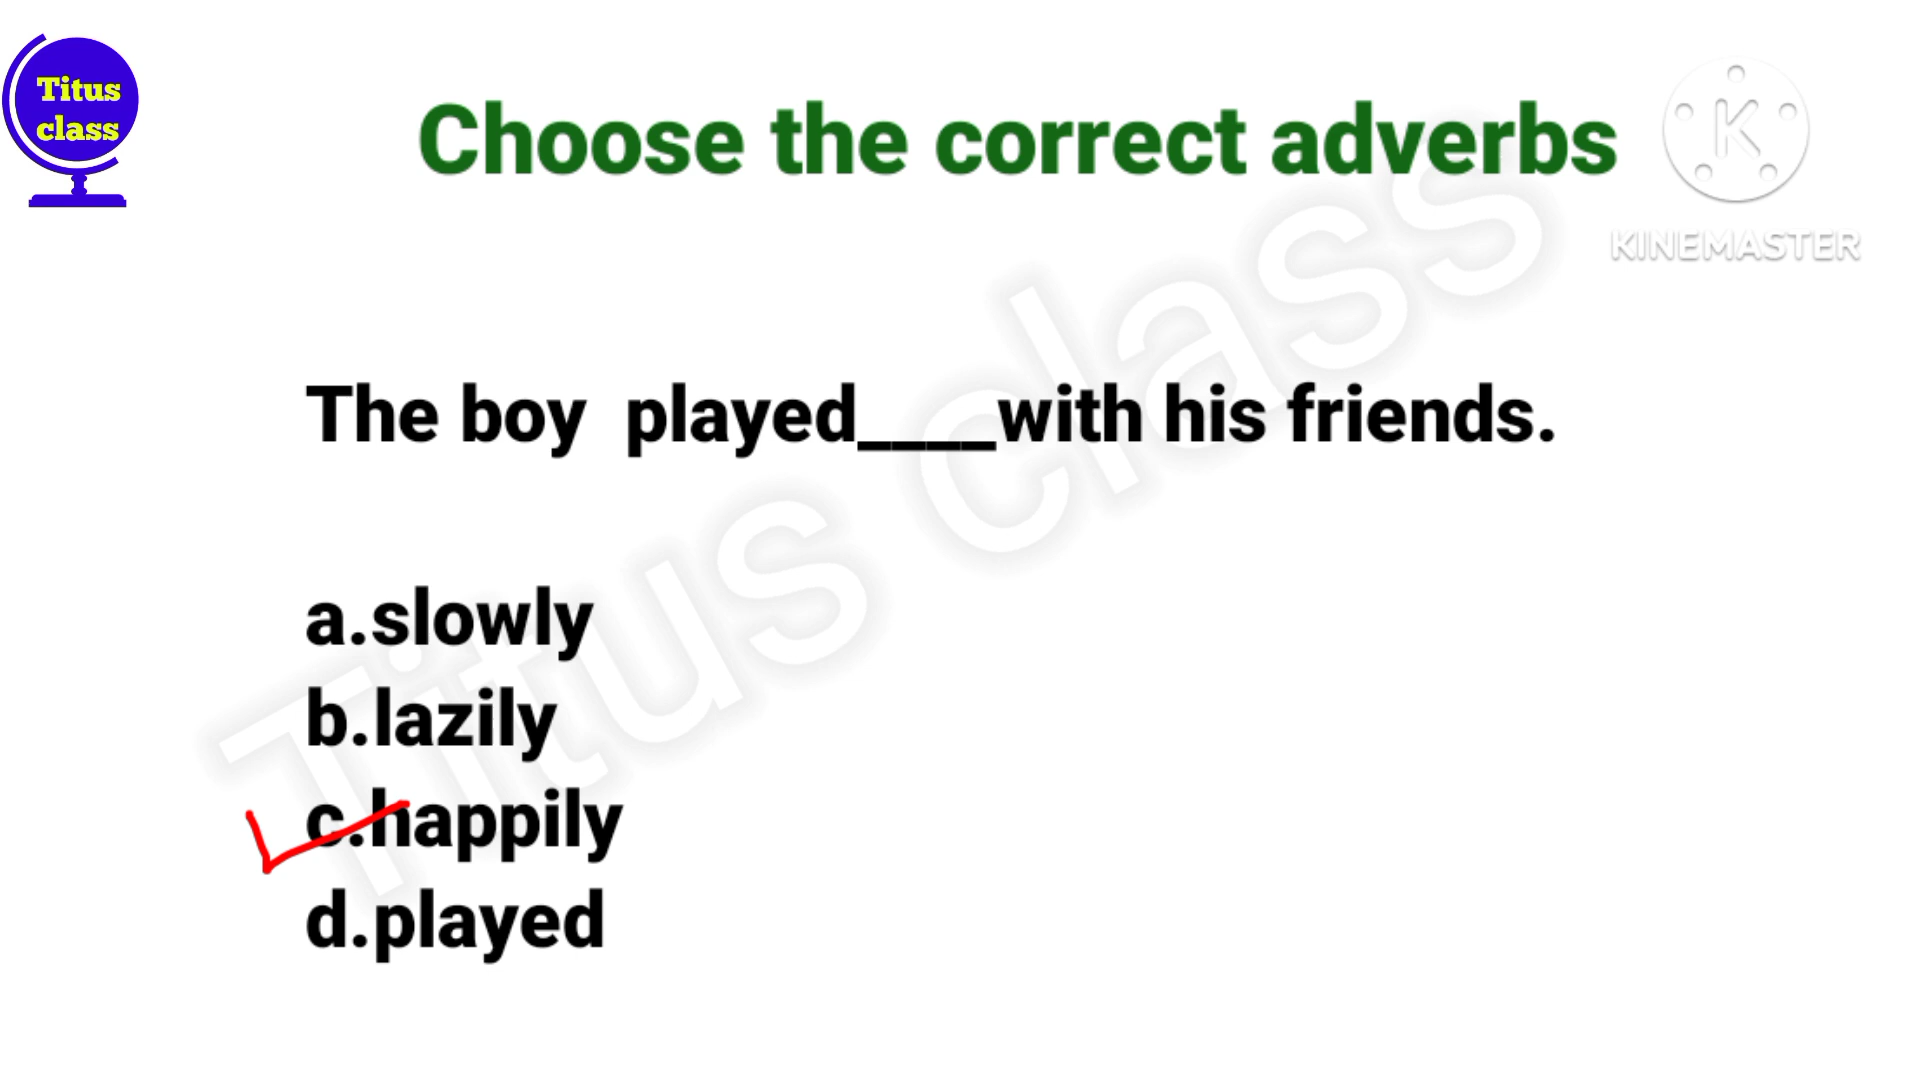 Titus
class
Choose the correct adverbs
K
KINEMASTER
The boy  played____with his friends.
a.slowly
b.lazily
c.happily
d.played
Titus class